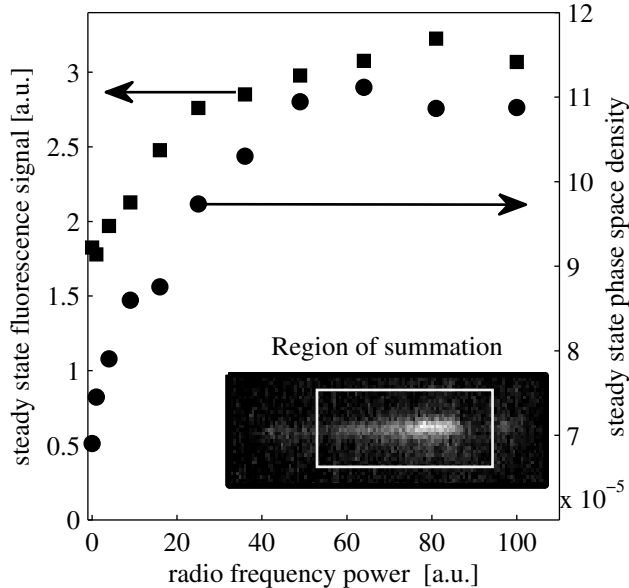 steady state fluorescence signal [a.u.]
3
2.5
2
1.5
1
0.5
0
12
11
10
9
8
7
x 10⁻⁵
steady state phase space density
Region of summation
0 20 40 60 80 100
radio frequency power [a.u.]